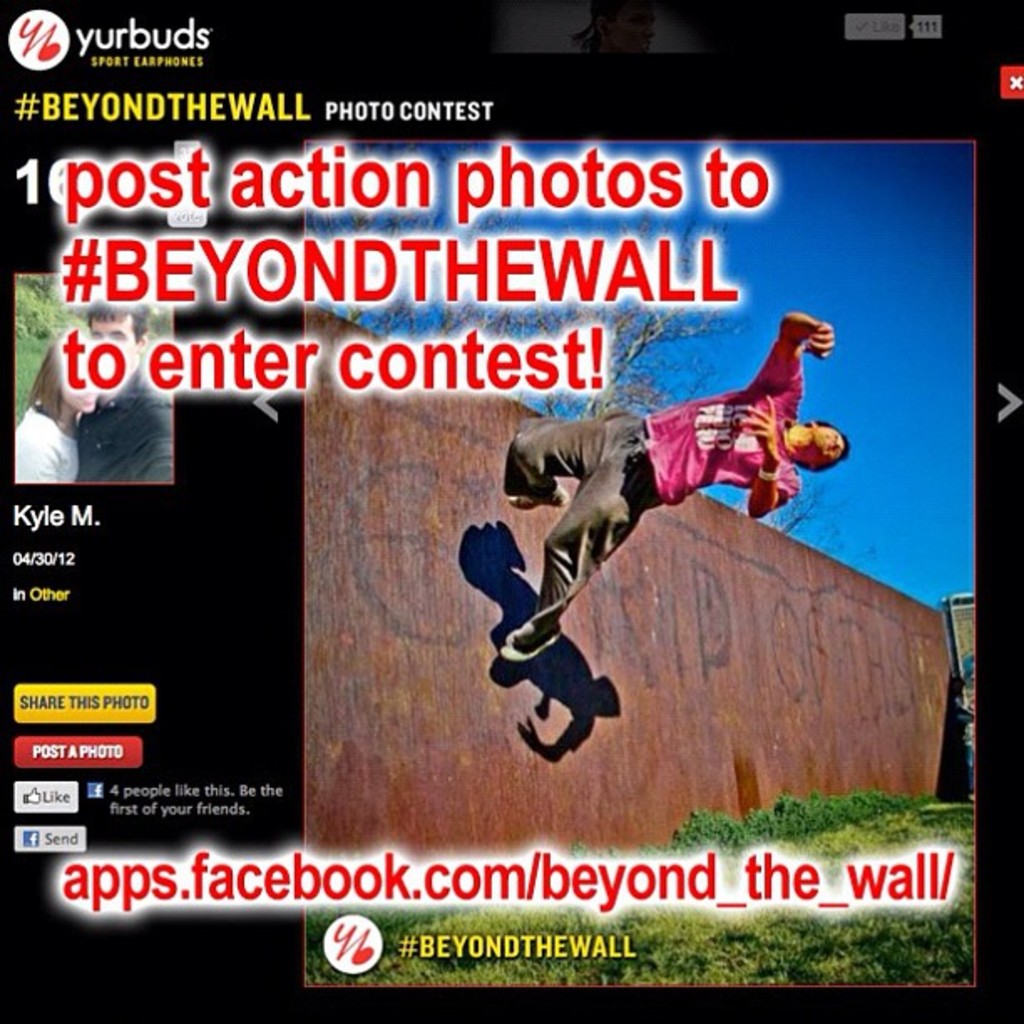 yurbuds
SPORT EARPHONES
Like 111
#BEYONDTHEWALL PHOTO CONTEST
post action photos to
#BEYONDTHEWALL
to enter contest!
Kyle M.
04/30/12
in Other
SHARE THIS PHOTO
POST A PHOTO
Like
4 people like this. Be the
first of your friends.
Send
apps.facebook.com/beyond_the_wall/
#BEYONDTHEWALL